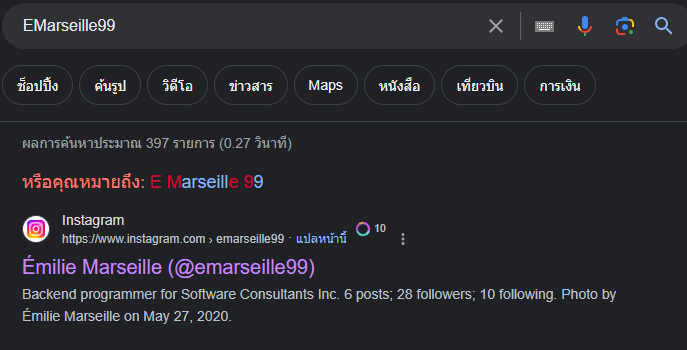 EMarseille99
ช็อปปิ้ง ค้นรูป วิดีโอ ข่าวสาร Maps หนังสือ เที่ยวบิน การเงิน
ผลการค้นหาประมาณ 397 รายการ (0.27 วินาที)
หรือคุณหมายถึง: E Marseille 99
Instagram
https://www.instagram.com › emarseille99 · แปลหน้านี้ 10
Émilie Marseille (@emarseille99)
Backend programmer for Software Consultants Inc. 6 posts; 28 followers; 10 following. Photo by
Émilie Marseille on May 27, 2020.